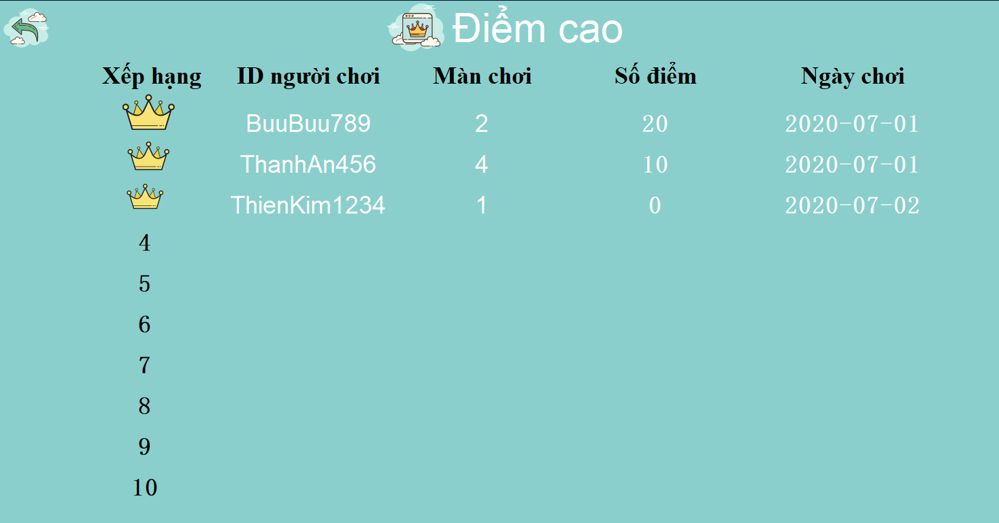 Điểm cao
Xếp hạng ID người chơi Màn chơi Số điểm Ngày chơi
BuuBuu789 2 20 2020-07-01
ThanhAn456 4 10 2020-07-01
ThienKim1234 1 0 2020-07-02
4
5
6
7
8
9
10